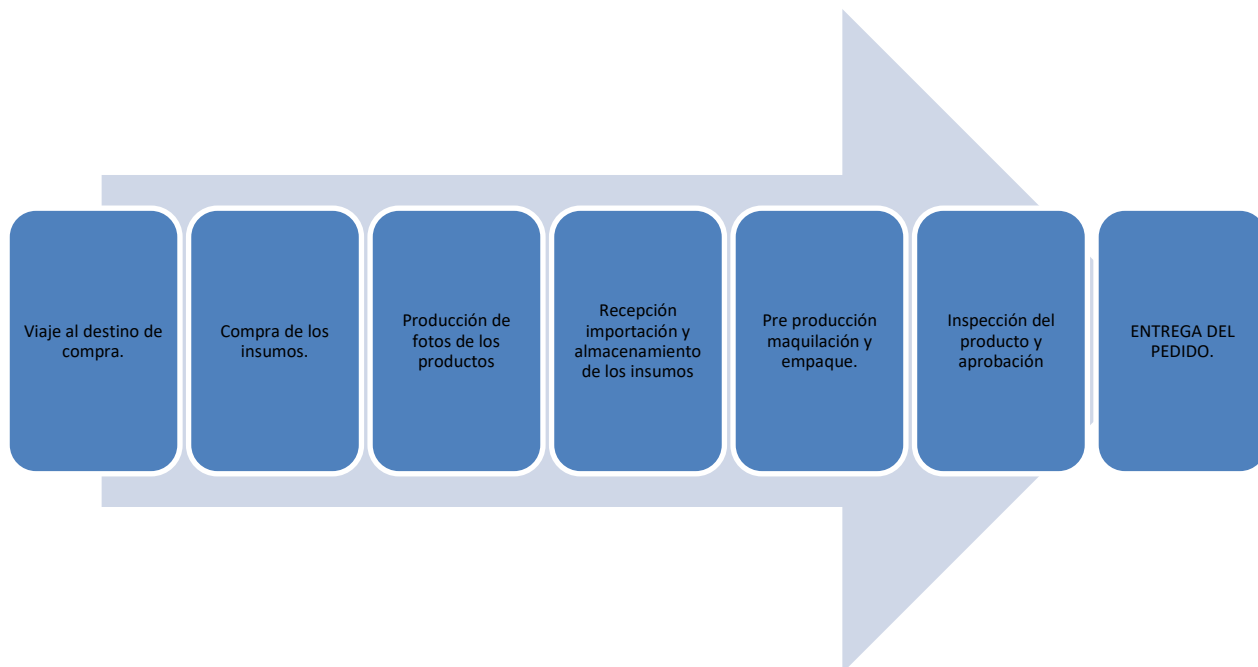 Viaje al destino de
compra.
Compra de los
insumos.
Producción de
fotos de los
productos
Recepción
importación y
almacenamiento
de los insumos
Pre producción
maquilación y
empaque.
Inspección del
producto y
aprobación
ENTREGA DEL
PEDIDO.